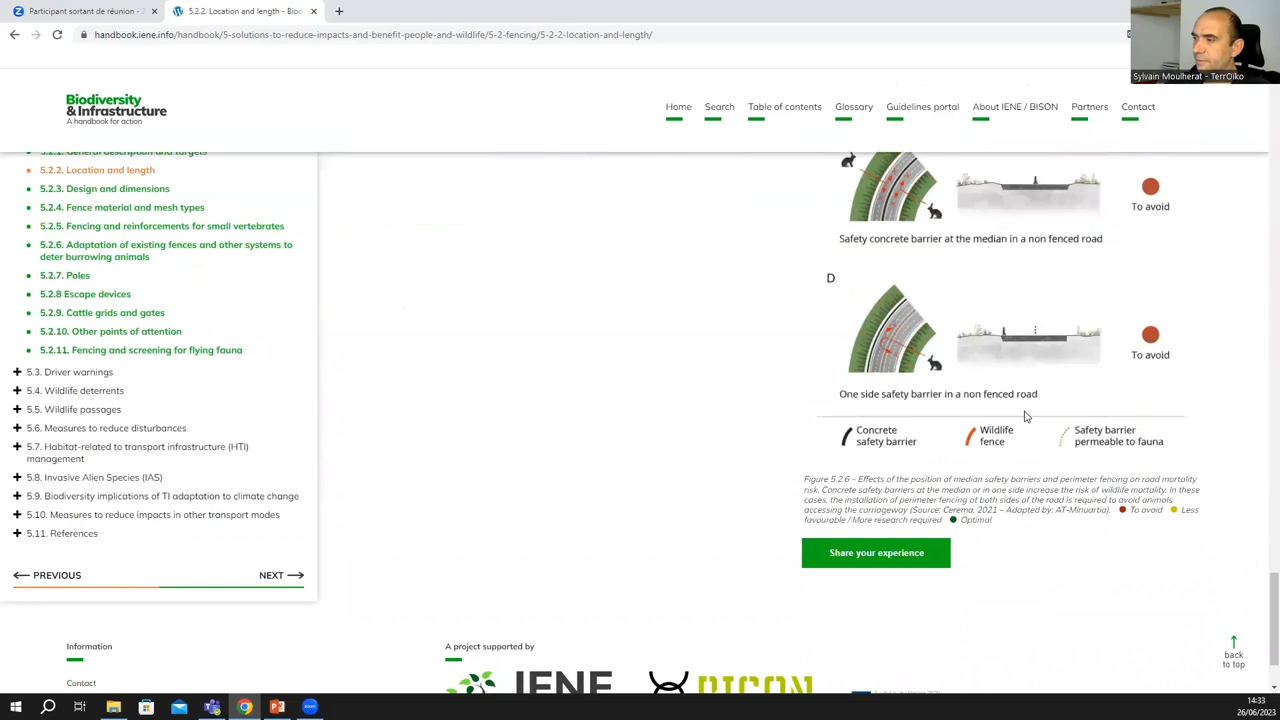 Participant sortant de réunion - Z
5.2.2. Location and length - Biod
handbook.iene.info/handbook/5-solutions-to-reduce-impacts-and-benefit-people-and-wildlife/5-2-fencing/5-2-2-location-and-length/
Sylvain Moulherat - TerrOïko
Biodiversity
& Infrastructure
A handbook for action
Home
Search
Table of contents
Glossary
Guidelines portal
About IENE / BISON
Partners
Contact
5.2.1. General description and targets
5.2.2. Location and length
5.2.3. Design and dimensions
5.2.4. Fence material and mesh types
5.2.5. Fencing and reinforcements for small vertebrates
5.2.6. Adaptation of existing fences and other systems to
deter burrowing animals
5.2.7. Poles
5.2.8 Escape devices
5.2.9. Cattle grids and gates
5.2.10. Other points of attention
5.2.11. Fencing and screening for flying fauna
5.3. Driver warnings
5.4. Wildlife deterrents
5.5. Wildlife passages
5.6. Measures to reduce disturbances
5.7. Habitat-related to transport infrastructure (HTI)
management
5.8. Invasive Alien Species (IAS)
5.9. Biodiversity implications of TI adaptation to climate change
5.10. Measures to reduce impacts in other transport modes
5.11. References
PREVIOUS
NEXT
To avoid
Safety concrete barrier at the median in a non fenced road
D
To avoid
One side safety barrier in a non fenced road
Concrete
safety barrier
Wildlife
fence
Safety barrier
permeable to fauna
Figure 5.2.6 – Effects of the position of median safety barriers and perimeter fencing on road mortality
risk. Concrete safety barriers at the median or in one side increase the risk of wildlife mortality. In these
cases, the installation of perimeter fencing at both sides of the road is required to avoid animals
accessing the carriageway (Source: Cerema, 2021 – Adapted by: AT-Minuartia). To avoid Less
favourable / More research required Optimal
Share your experience
back
to top
Information
Contact
A project supported by
IENE
BISON
14:33
26/06/2023